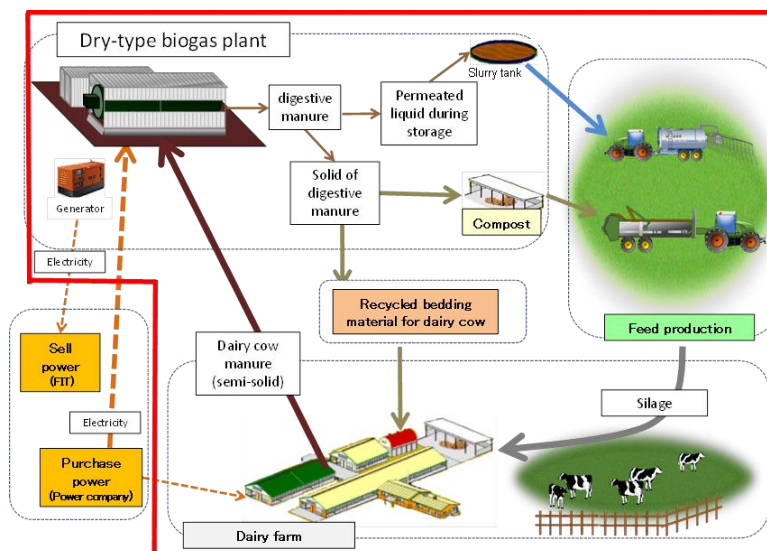 Dry-type biogas plant
Slurry tank
digestive
manure
Permeated
liquid during
storage
Solid of
digestive
manure
Generator
Compost
Electricity
Recycled bedding
material for dairy cow
Feed production
Sell
power
(FIT)
Dairy cow
manure
(semi-solid)
Silage
Electricity
Purchase
power
(Power company)
Dairy farm